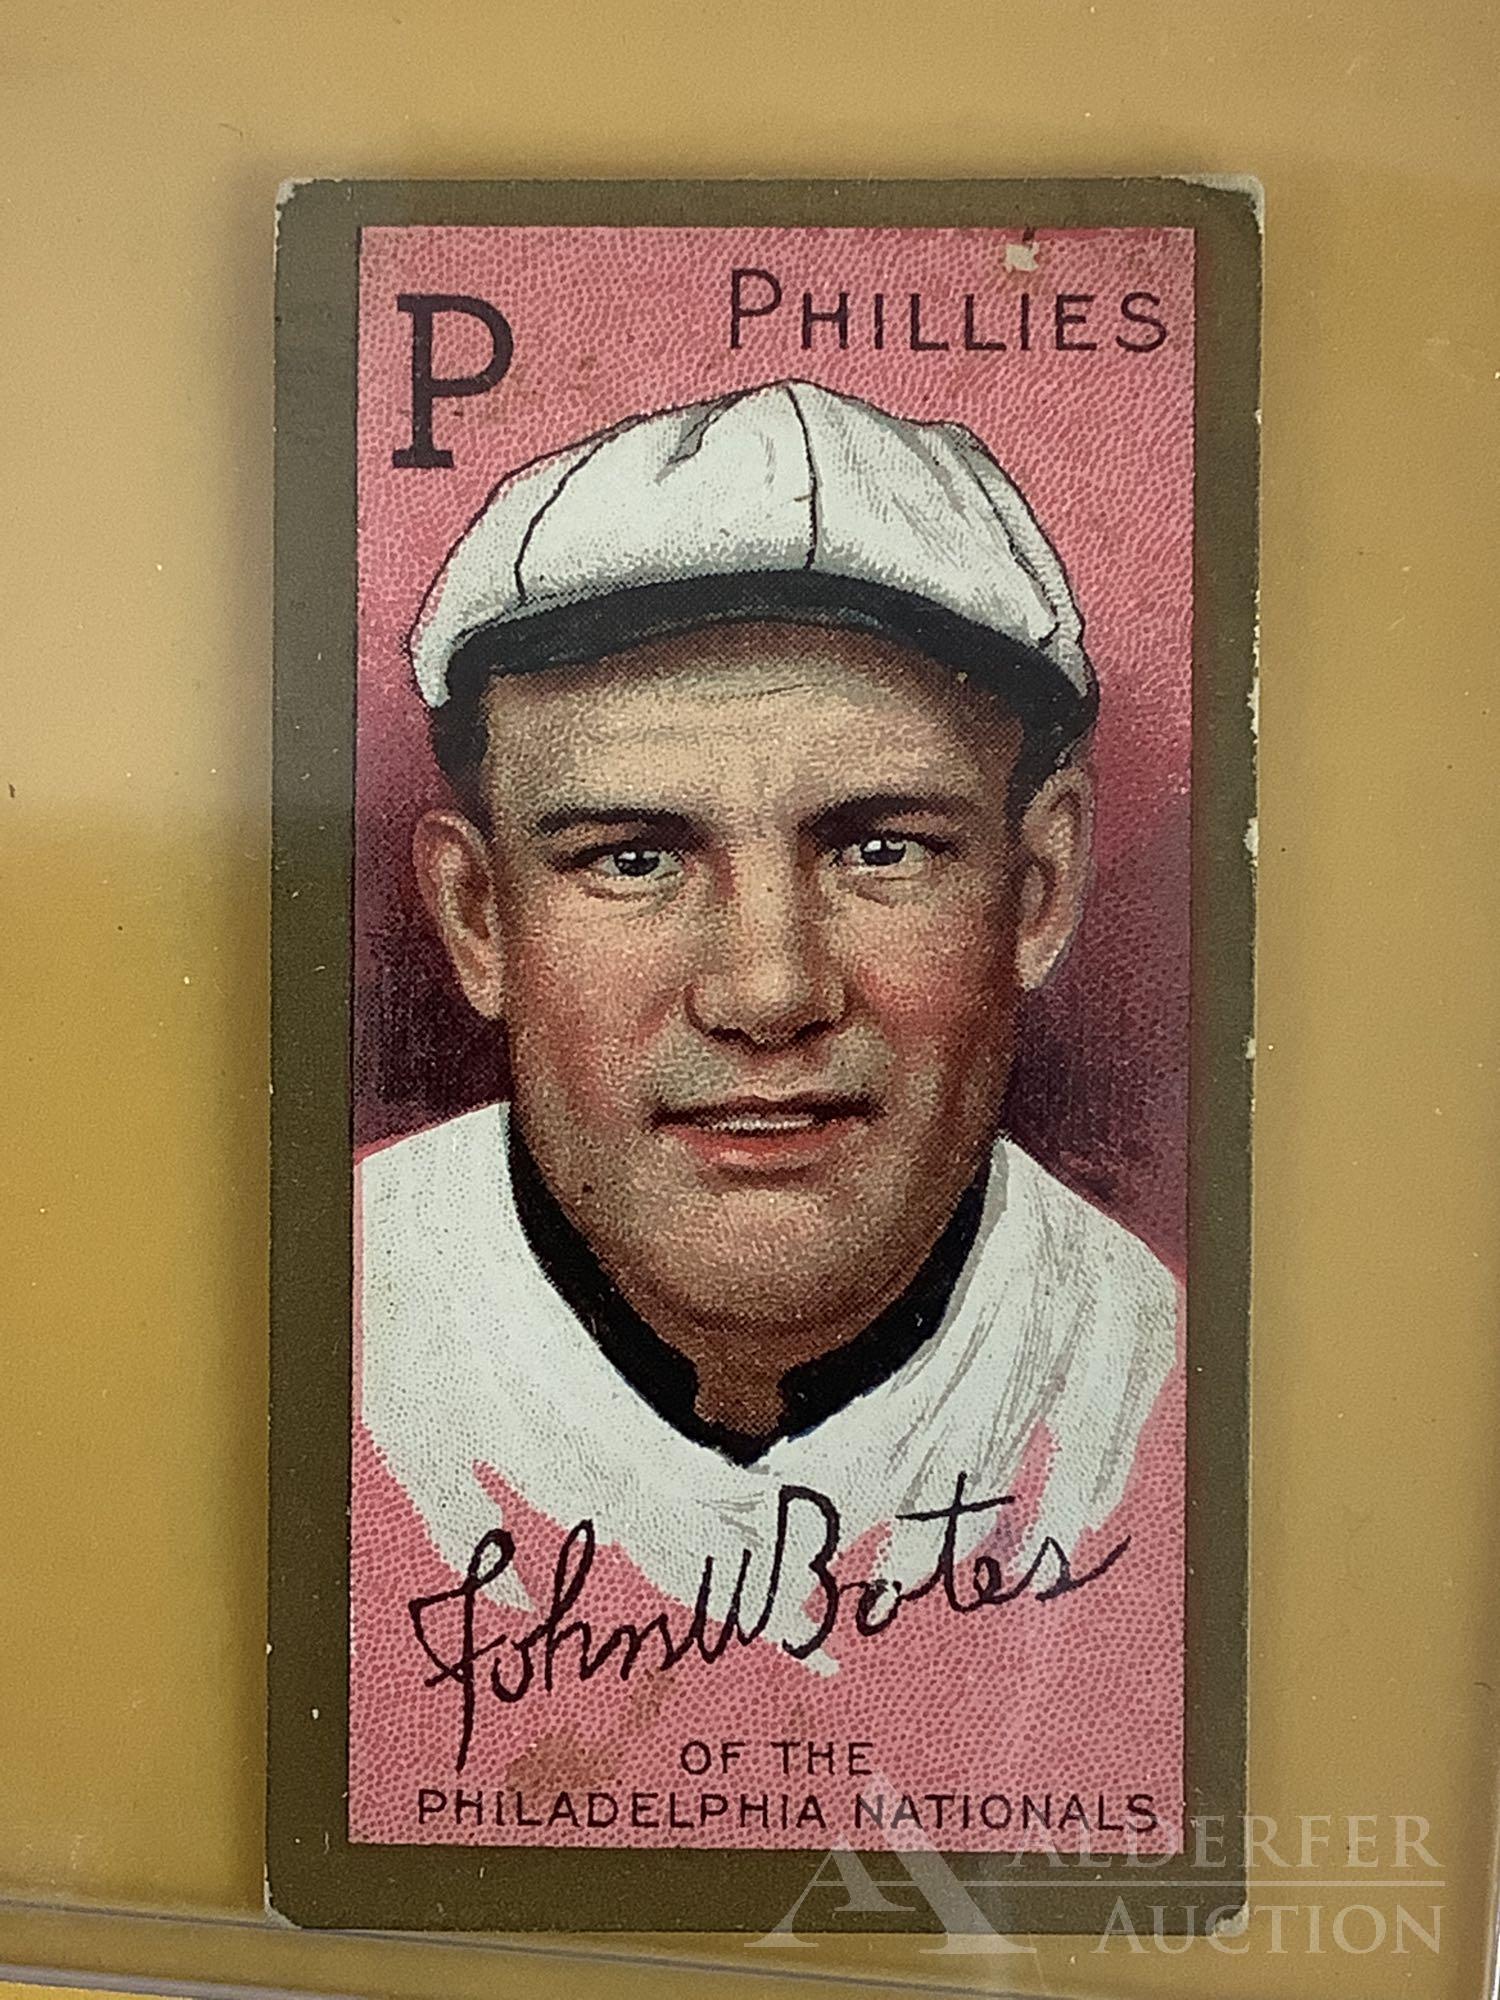 P
PHILLIES
John W Bates
OF THE
PHILADELPHIA NATIONALS
A ALDERFER
AUCTION